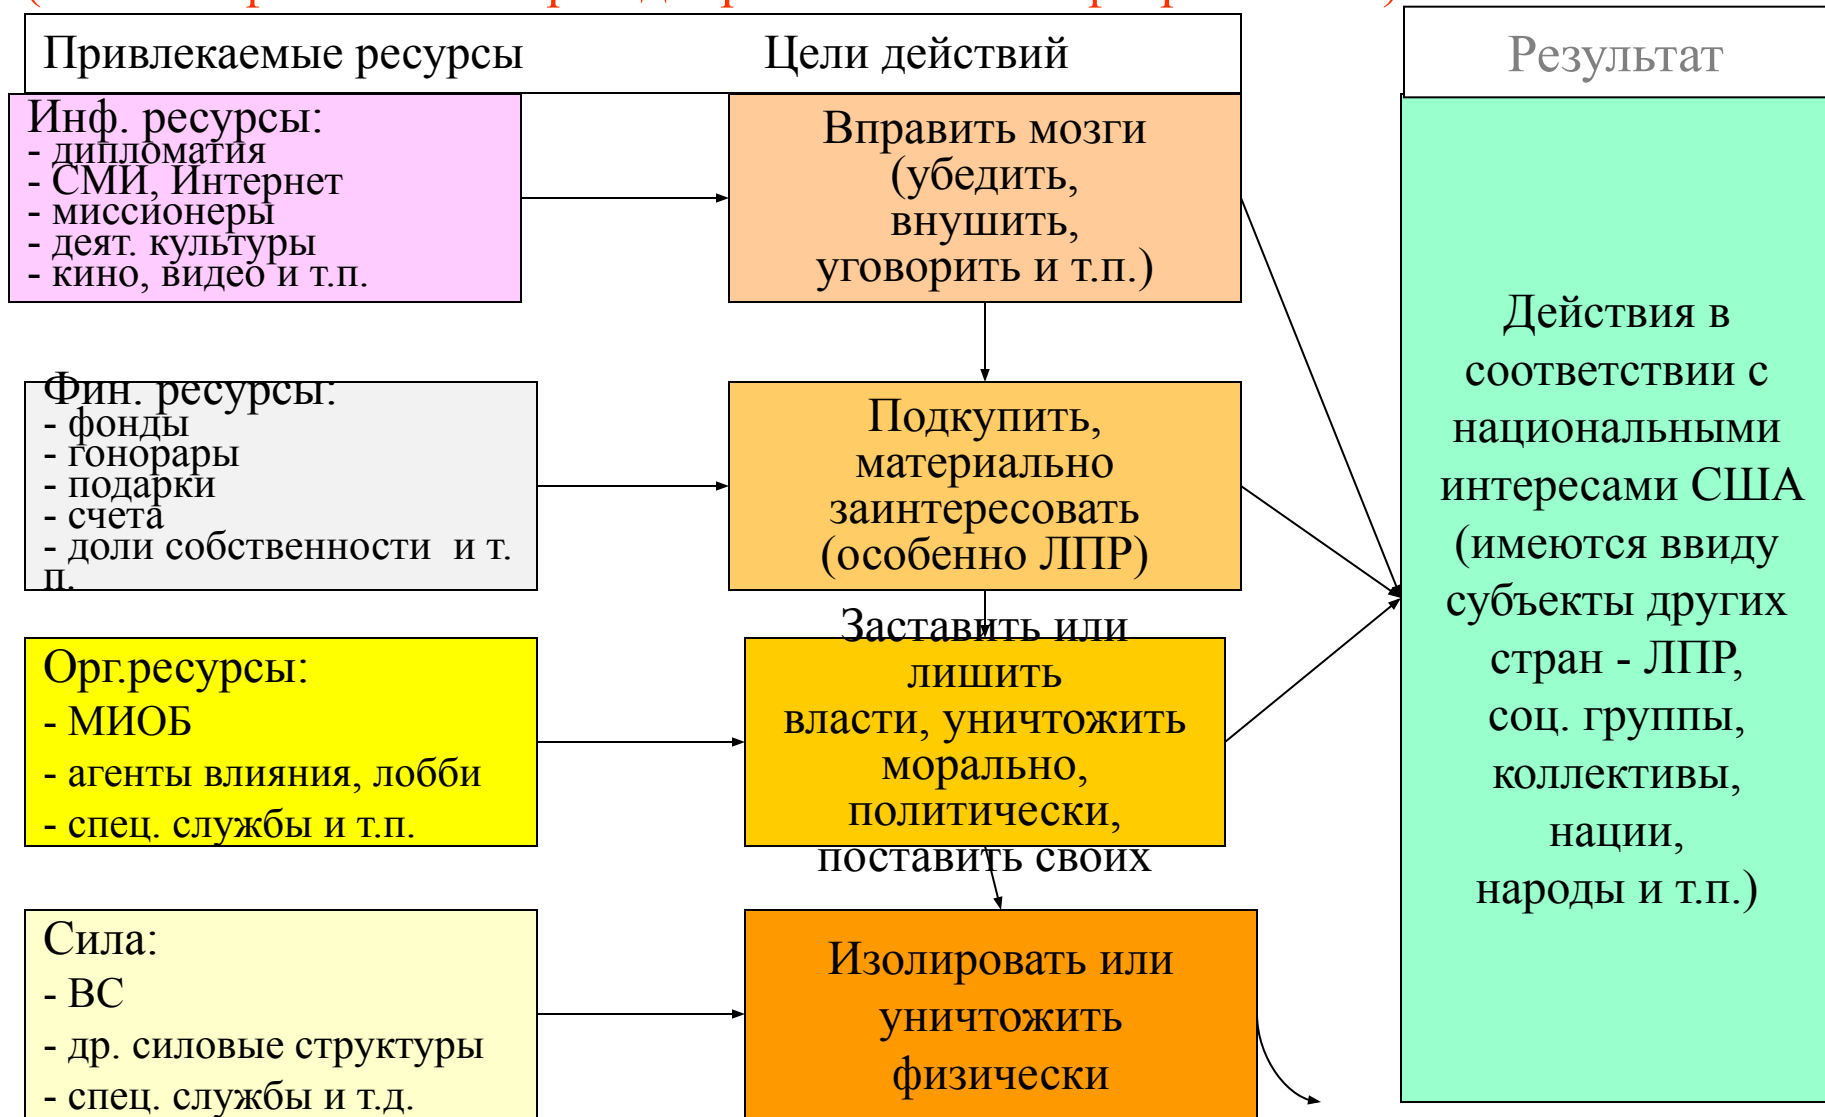 Привлекаемые ресурсы
Цели действий
Результат
Инф. ресурсы:
- дипломатия
- СМИ, Интернет
- миссионеры
- деят. культуры
- кино, видео и т.п.
Вправить мозги
(убедить,
внушить,
уговорить и т.п.)
Фин. ресурсы:
- фонды
- гонорары
- подарки
- счета
- доли собственности и т.
п.
Подкупить,
материально
заинтересовать
(особенно ЛПР)
Орг.ресурсы:
- МИОБ
- агенты влияния, лобби
- спец. службы и т.п.
Заставить или
лишить
власти, уничтожить
морально,
политически,
поставить своих
Сила:
- ВС
- др. силовые структуры
- спец. службы и т.д.
Изолировать или
уничтожить
физически
Действия в
соответствии с
национальными
интересами США
(имеются ввиду
субъекты других
стран - ЛПР,
соц. группы,
коллективы,
нации,
народы и т.п.)